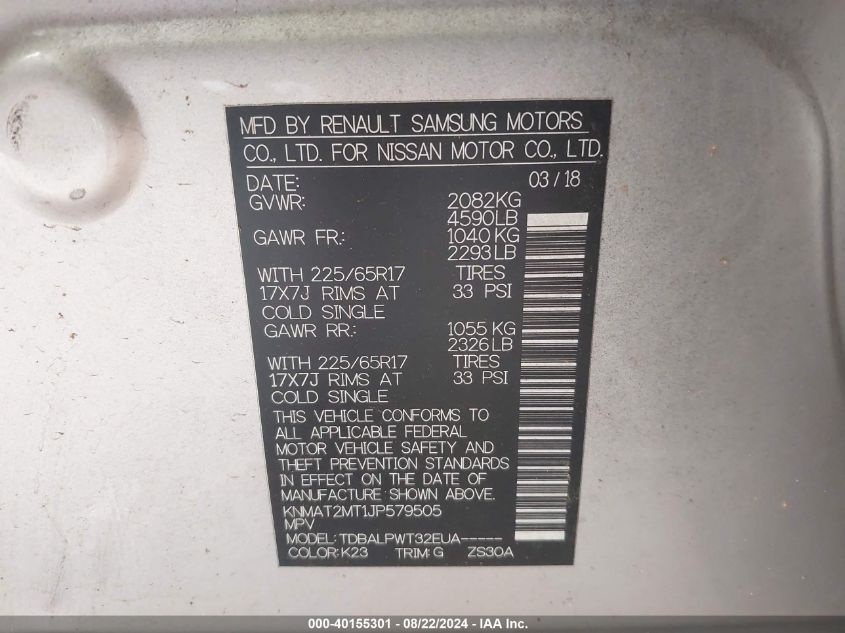 MFD BY RENAULT SAMSUNG MOTORS
CO., LTD. FOR NISSAN MOTOR CO., LTD.
DATE: 03 / 18
GVWR: 2082KG
4590LB
GAWR FR.: 1040 KG
2293 LB
WITH 225/65R17 TIRES
17X7J RIMS AT 33 PSI
COLD SINGLE
GAWR RR.: 1055 KG
2326 LB
WITH 225/65R17 TIRES
17X7J RIMS AT 33 PSI
COLD SINGLE
THIS VEHICLE CONFORMS TO
ALL APPLICABLE FEDERAL
MOTOR VEHICLE SAFETY AND
THEFT PREVENTION STANDARDS
IN EFFECT ON THE DATE OF
MANUFACTURE SHOWN ABOVE.
KNMAT2MT1JP579505
MPV
MODEL: TDBALPWT32EUA-----
COLOR: K23 TRIM: G ZS30A
000-40155301 - 08/22/2024 - IAA Inc.